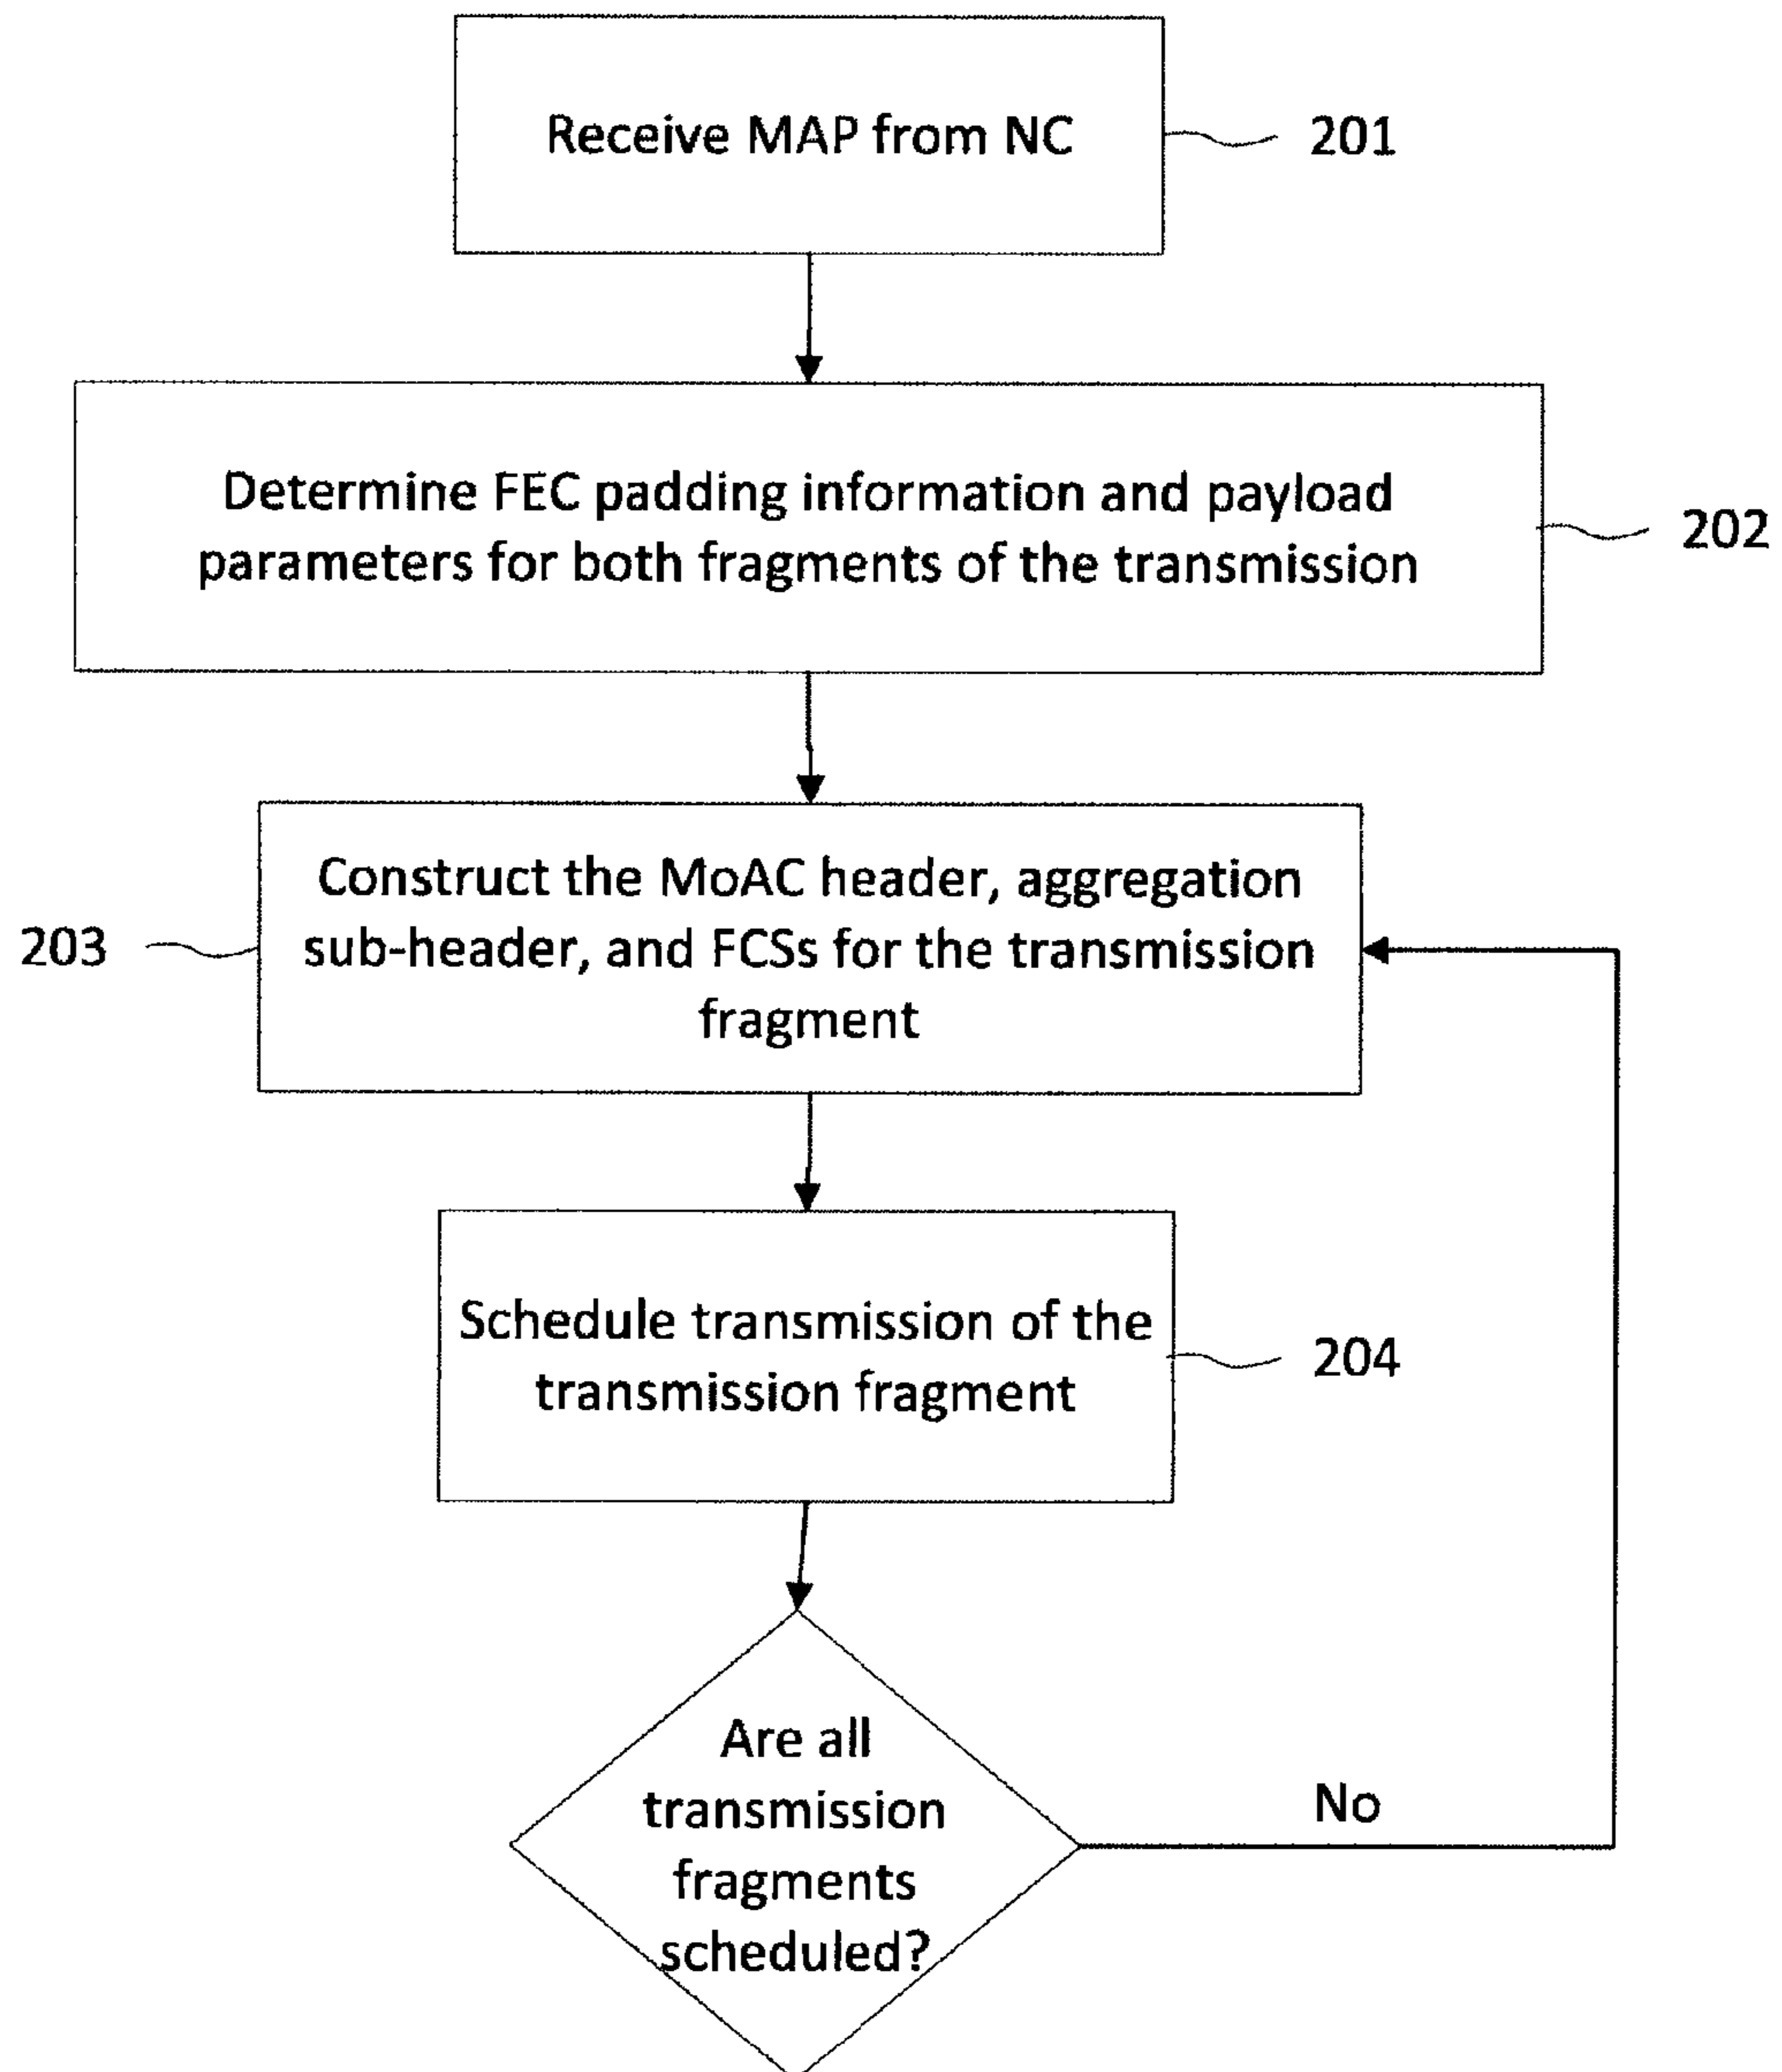 Receive MAP from NC
201
Determine FEC padding information and payload
parameters for both fragments of the transmission
202
Construct the MoAC header, aggregation
sub-header, and FCSs for the transmission
fragment
203
Schedule transmission of the
transmission fragment
204
Are all
transmission
fragments
scheduled?
No